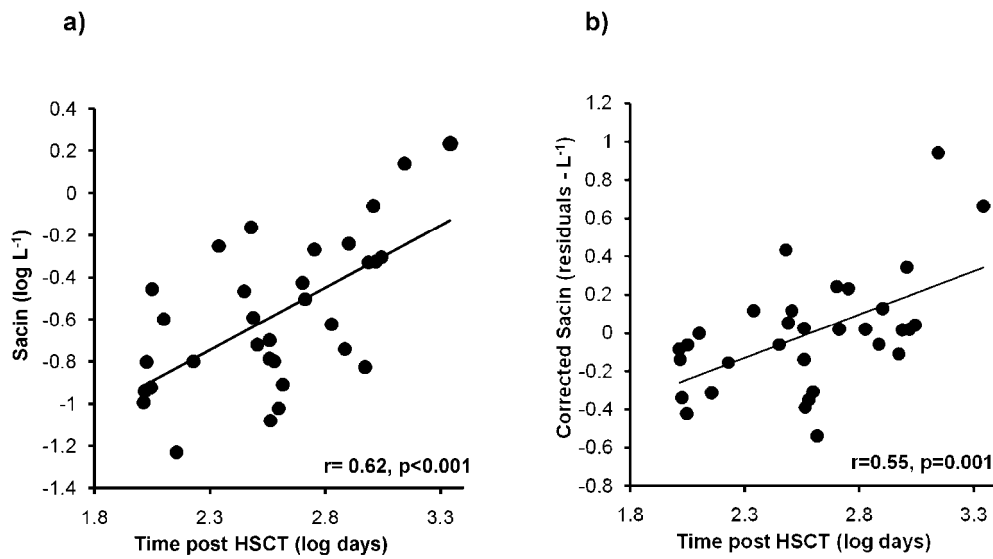 a)
0.4
0.2
0
-0.2
-0.4
-0.6
-0.8
-1
-1.2
-1.4
Sacin (log L⁻¹)
r= 0.62, p<0.001
1.8 2.3 2.8 3.3
Time post HSCT (log days)
b)
1.2
1
0.8
0.6
0.4
0.2
0
-0.2
-0.4
-0.6
-0.8
Corrected Sacin (residuals - L⁻¹)
r=0.55, p=0.001
1.8 2.3 2.8 3.3
Time post HSCT (log days)